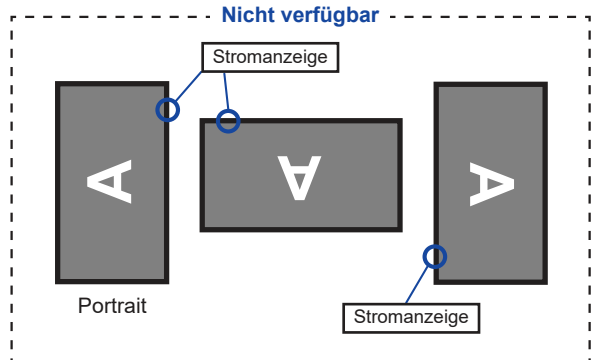 Nicht verfügbar
Stromanzeige
A
A
A
Portrait
Stromanzeige